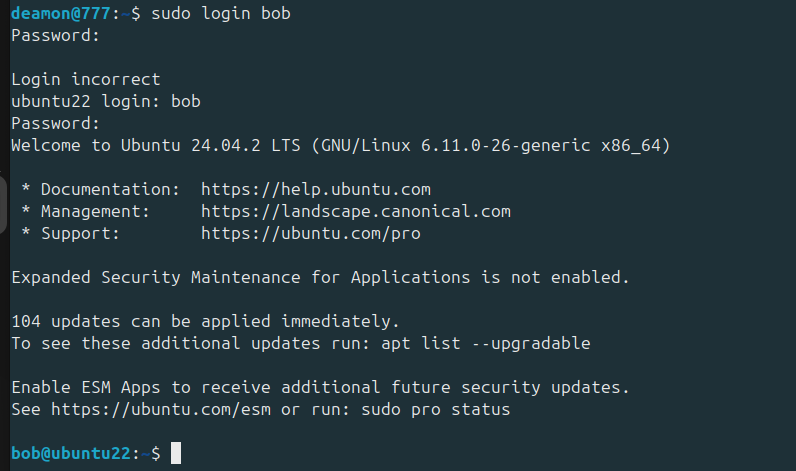 deamon@777:~$ sudo login bob
Password:
Login incorrect
ubuntu22 login: bob
Password:
Welcome to Ubuntu 24.04.2 LTS (GNU/Linux 6.11.0-26-generic x86_64)
* Documentation:  https://help.ubuntu.com
* Management:     https://landscape.canonical.com
* Support:        https://ubuntu.com/pro
Expanded Security Maintenance for Applications is not enabled.
104 updates can be applied immediately.
To see these additional updates run: apt list --upgradable
Enable ESM Apps to receive additional future security updates.
See https://ubuntu.com/esm or run: sudo pro status
bob@ubuntu22:~$